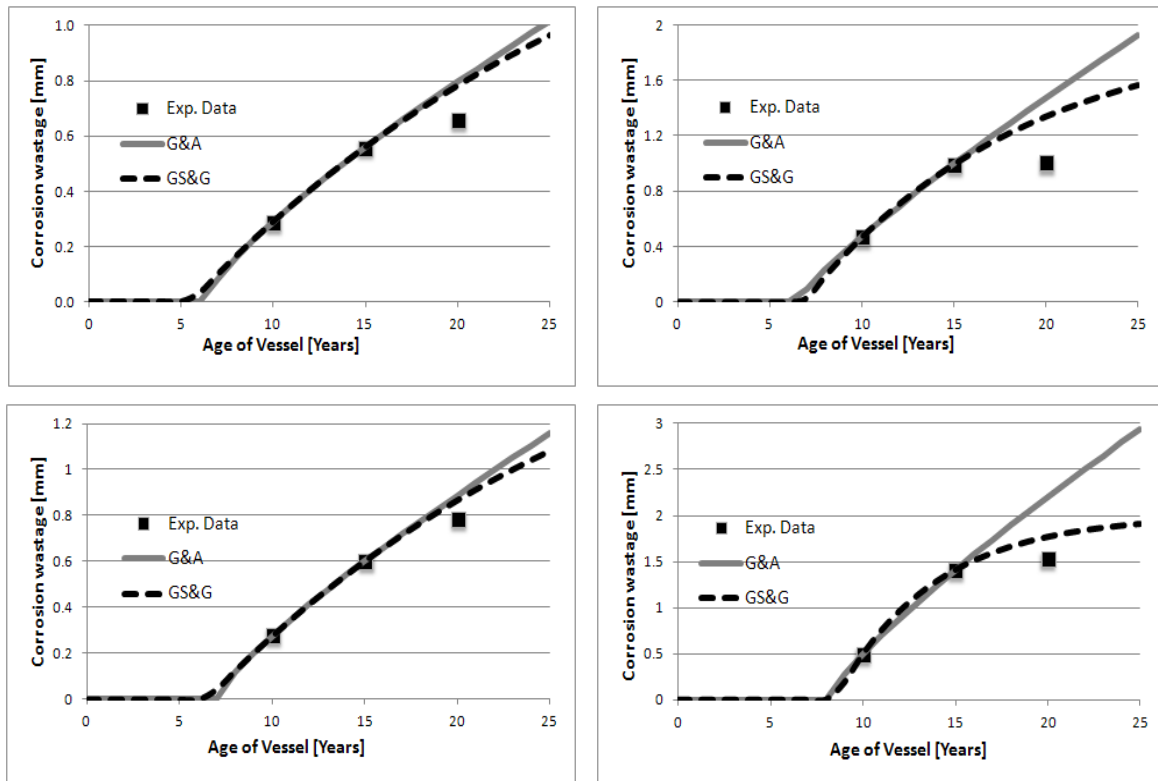 1.0
0.8
0.6
0.4
0.2
0.0
Corrosion wastage [mm]
Exp. Data
G&A
GS&G
0 5 10 15 20 25
Age of Vessel [Years]
2
1.6
1.2
0.8
0.4
0
Corrosion wastage [mm]
Exp. Data
G&A
GS&G
0 5 10 15 20 25
Age of Vessel [Years]
1.2
1
0.8
0.6
0.4
0.2
0
Corrosion wastage [mm]
Exp. Data
G&A
GS&G
0 5 10 15 20 25
Age of Vessel [Years]
3
2.5
2
1.5
1
0.5
0
Corrosion wastage [mm]
Exp. Data
G&A
GS&G
0 5 10 15 20 25
Age of Vessel [Years]